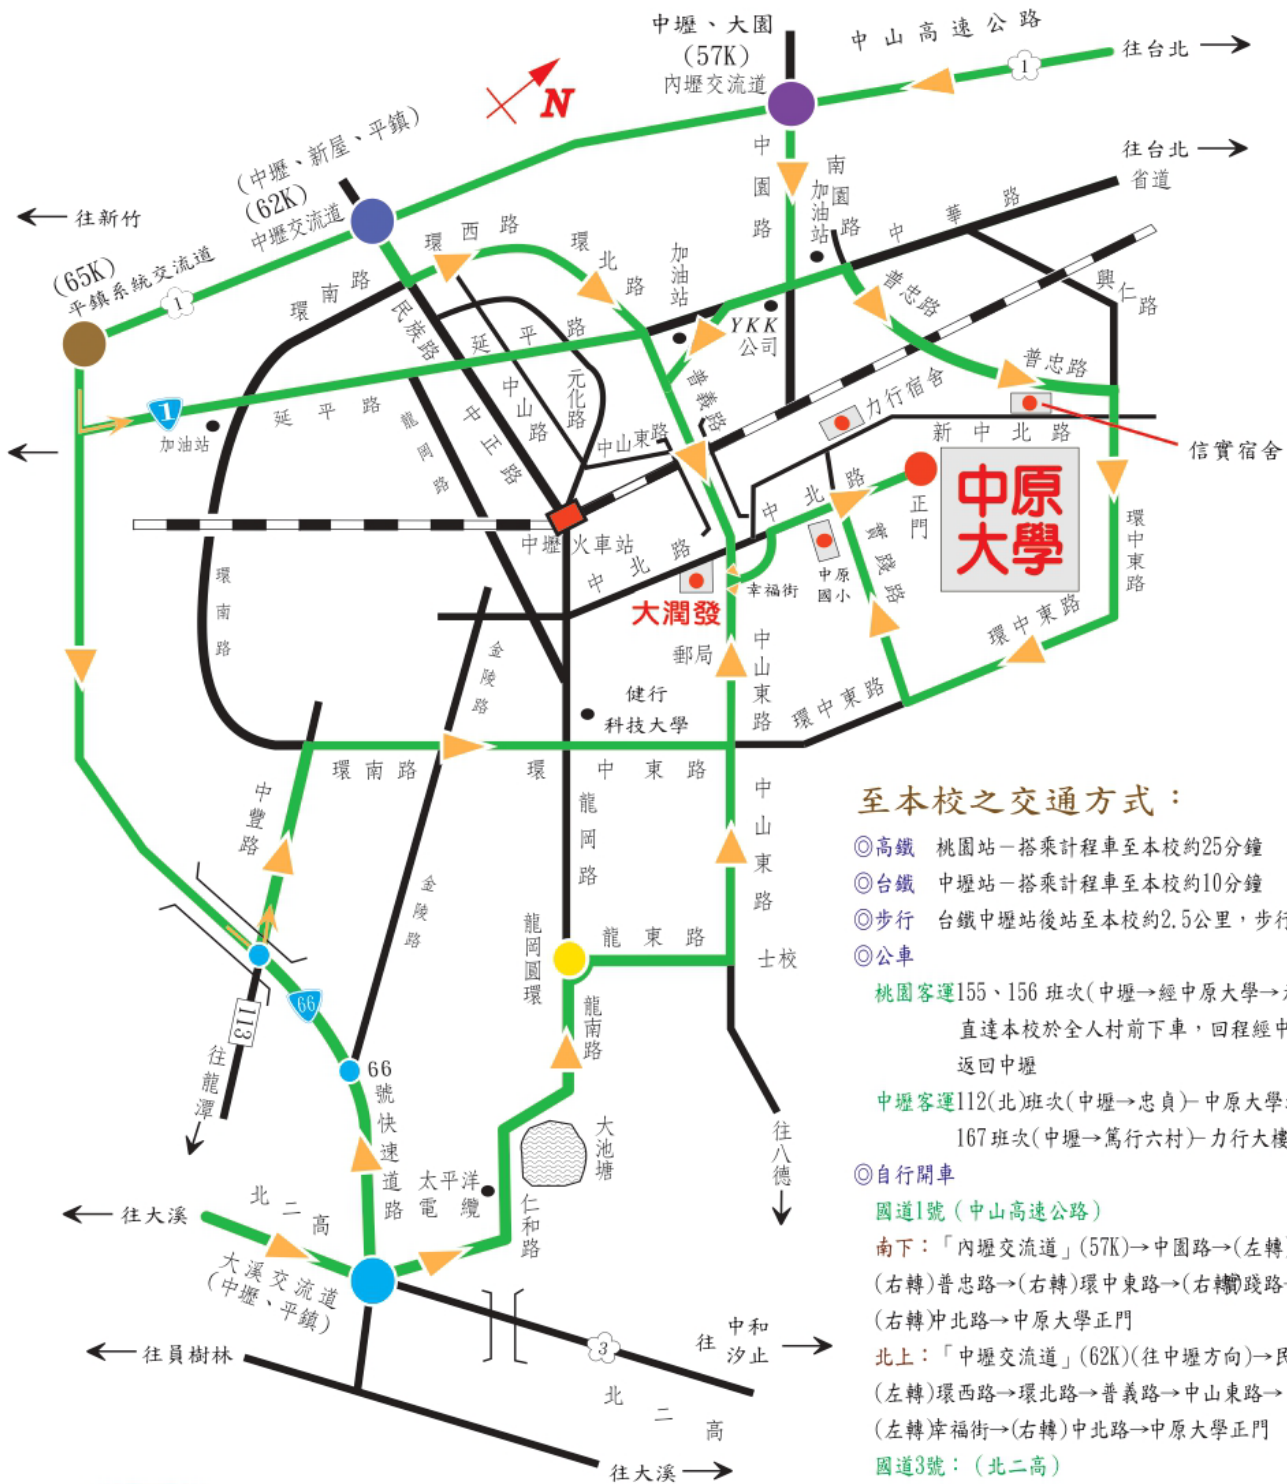 中壢、大園
(57K)
內壢交流道
中山高速公路
1
往台北
N
(中壢、新屋、平鎮)
(62K)
中壢交流道
往新竹
(65K)
平鎮系統交流道
1
中園路
南園路
加油站
中華路
往台北
省道
環西路
環北路
加油站
環南路
民族路
延平路
YKK
公司
普忠路
興仁路
普忠路
1
延平路
加油站
龍岡路
中正路
中山路
元化路
中山東路
普義路
力行宿舍
新中北路
信實宿舍
中壢火車站
中北路
中北路
正門
中原
大學
環中東路
環南路
大潤發
幸福街
中原
國小
實踐路
環中東路
郵局
中山東路
環中東路
金陵路
健行
科技大學
環南路
環中東路
中豐路
龍岡路
中山東路
金陵路
龍岡圓環
龍東路
士校
66
113
往龍潭
66
號快速道路
龍南路
大池塘
往八德
太平洋
電纜
仁和路
往大溪
北二高
大溪交流道
(中壢、平鎮)
往員樹林
3
往
中和
汐止
北二高
往大溪
至本校之交通方式：
◎高鐵 桃園站－搭乘計程車至本校約25分鐘
◎台鐵 中壢站－搭乘計程車至本校約10分鐘
◎步行 台鐵中壢站後站至本校約2.5公里，步行
◎公車
桃園客運155、156 班次(中壢→經中原大學→
直達本校於全人村前下車，回程經中
返回中壢
中壢客運112(北)班次(中壢→忠貞)－中原大學
167班次(中壢→篤行六村)－力行大樓
◎自行開車
國道1號（中山高速公路）
南下：「內壢交流道」(57K)→中園路→(左轉)
(右轉)普忠路→(右轉)環中東路→(右轉)實踐路
(右轉)中北路→中原大學正門
北上：「中壢交流道」(62K)(往中壢方向)→民
(左轉)環西路→環北路→普義路→中山東路→
(左轉)幸福街→(右轉)中北路→中原大學正門
國道3號：（北二高）